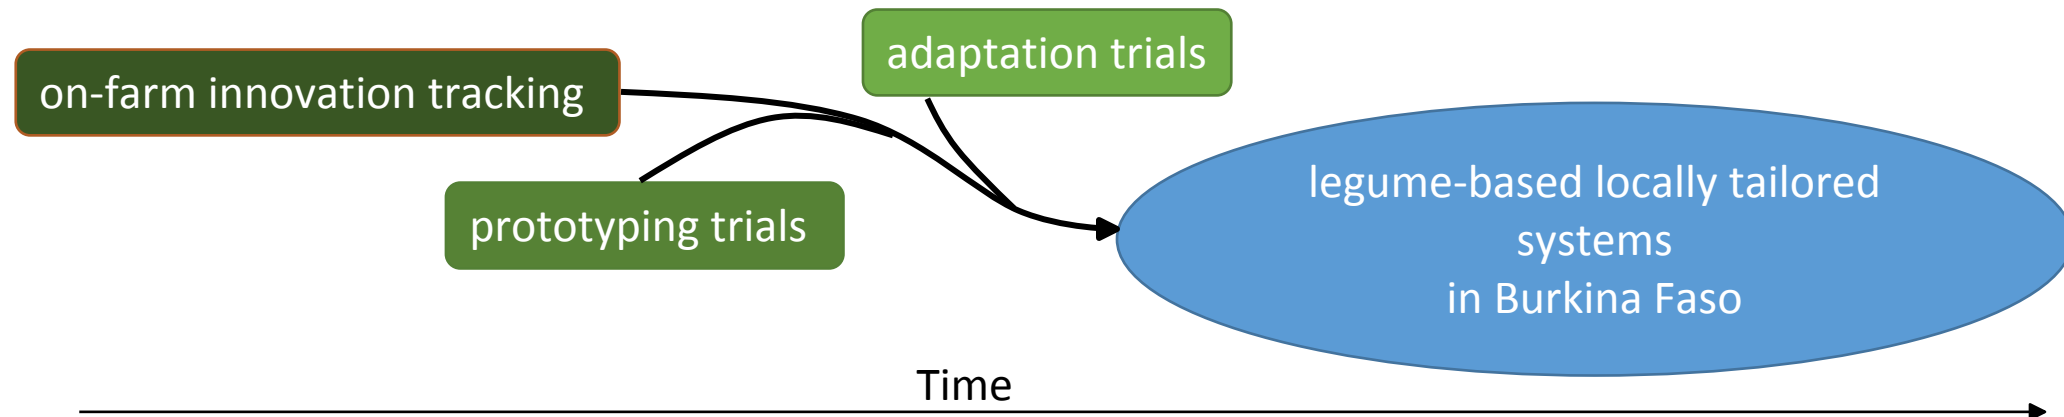 on-farm innovation tracking
adaptation trials
prototyping trials
legume-based locally tailored
systems
in Burkina Faso
Time